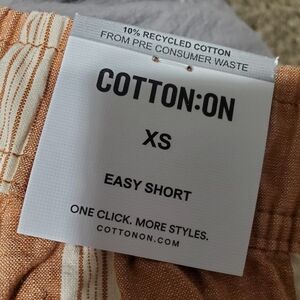 10% RECYCLED COTTON
FROM PRE CONSUMER WASTE
COTTON:ON
XS
EASY SHORT
ONE CLICK. MORE STYLES.
COTTONON.COM